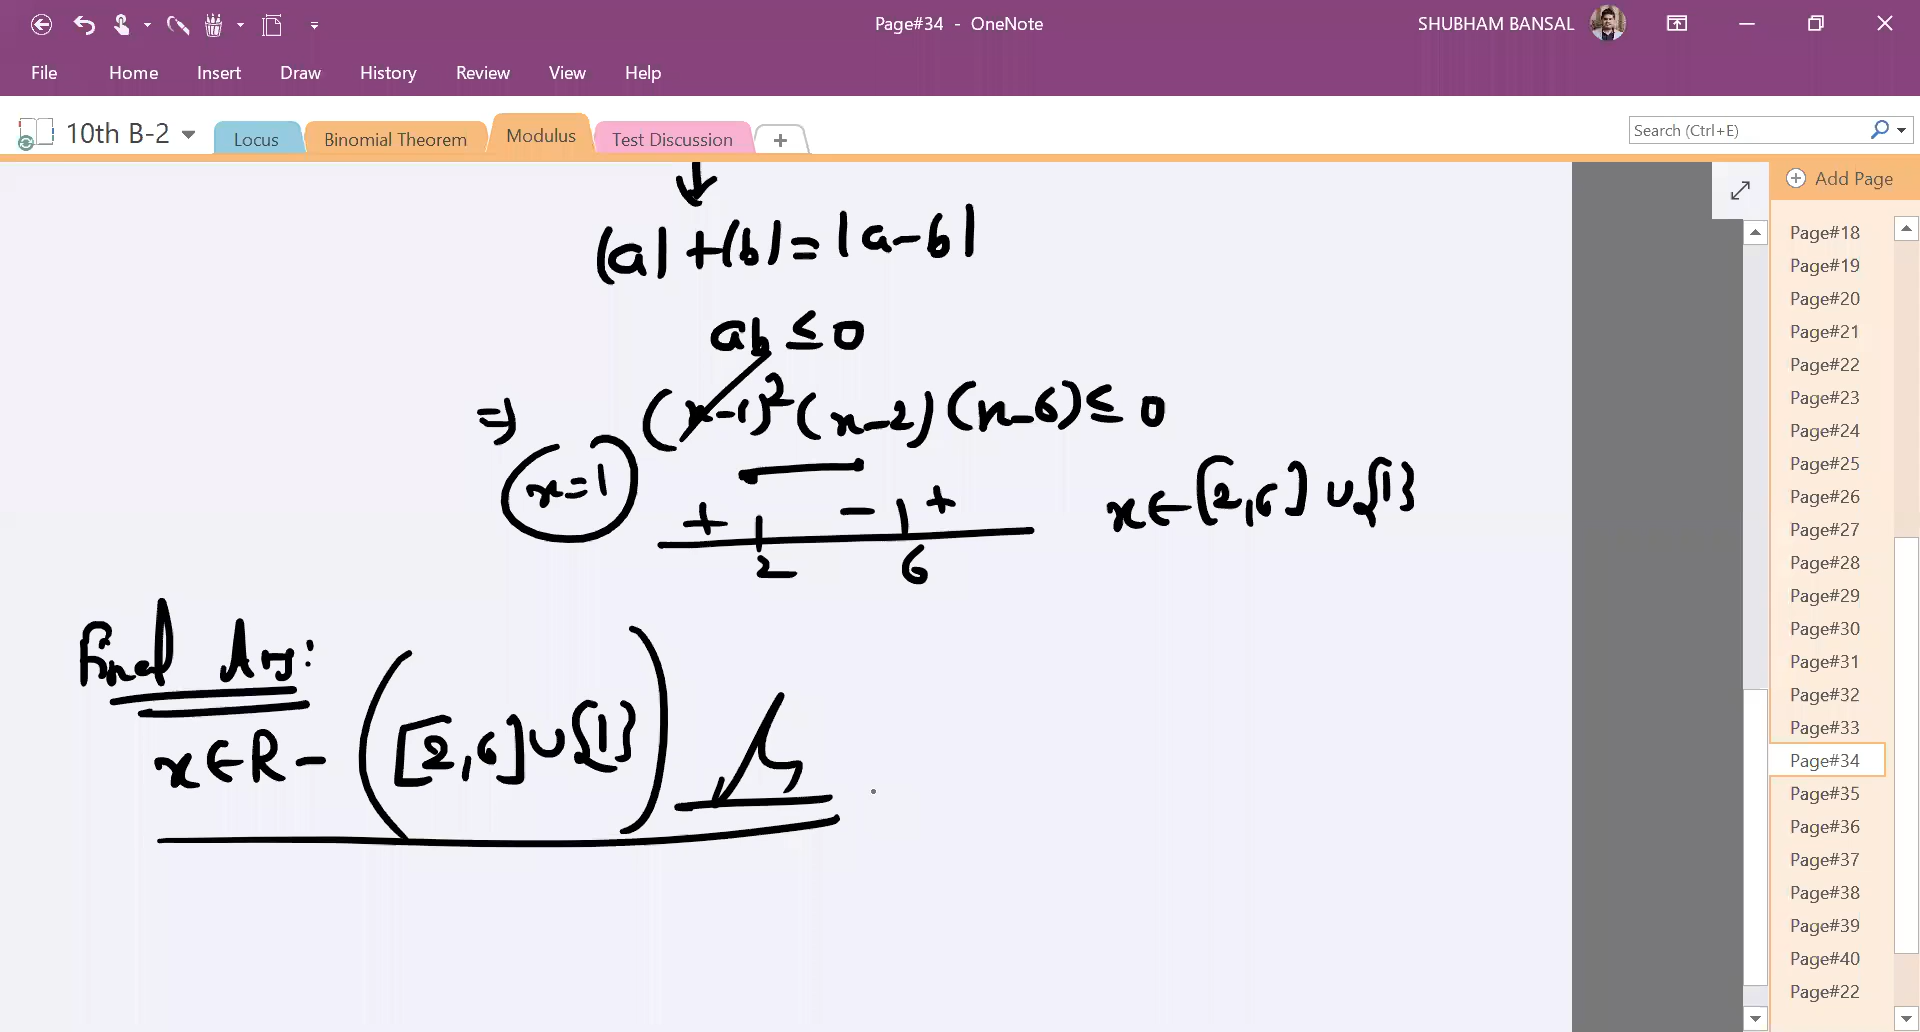 Page#34 - OneNote
SHUBHAM BANSAL
File Home Insert Draw History Review View Help
10th B-2
Locus Binomial Theorem Modulus Test Discussion +
Search (Ctrl+E)
Add Page
Page#18
Page#19
Page#20
Page#21
Page#22
Page#23
Page#24
Page#25
Page#26
Page#27
Page#28
Page#29
Page#30
Page#31
Page#32
Page#33
Page#34
Page#35
Page#36
Page#37
Page#38
Page#39
Page#40
Page#22
↓
|a| + |b| = |a-b|
ab ≤ 0
⇒ (x-1)²(x-2)(x-6) ≤ 0
x=1
+ - +
2 6
x∈[2,6]∪{1}
Final Ans:
x∈R-([2,6]∪{1})